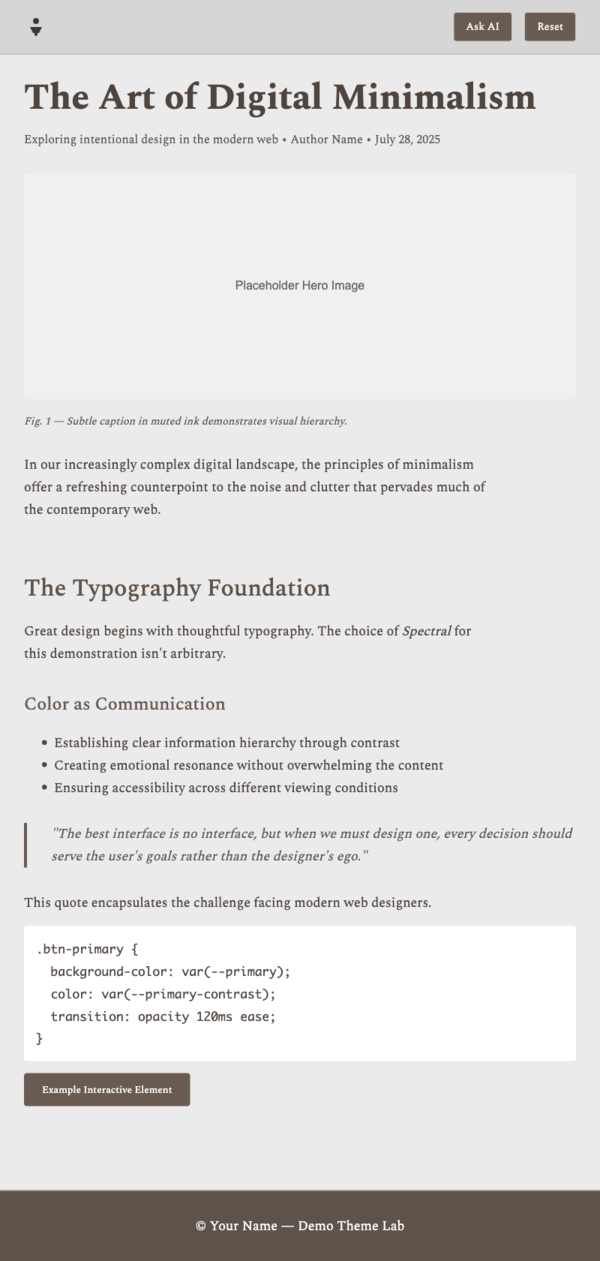 Ask AI
Reset
The Art of Digital Minimalism
Exploring intentional design in the modern web • Author Name • July 28, 2025
Placeholder Hero Image
Fig. 1 — Subtle caption in muted ink demonstrates visual hierarchy.
In our increasingly complex digital landscape, the principles of minimalism
offer a refreshing counterpoint to the noise and clutter that pervades much of
the contemporary web.
The Typography Foundation
Great design begins with thoughtful typography. The choice of Spectral for
this demonstration isn't arbitrary.
Color as Communication
• Establishing clear information hierarchy through contrast
• Creating emotional resonance without overwhelming the content
• Ensuring accessibility across different viewing conditions
"The best interface is no interface, but when we must design one, every decision should
serve the user's goals rather than the designer's ego."
This quote encapsulates the challenge facing modern web designers.
.btn-primary {
  background-color: var(--primary);
  color: var(--primary-contrast);
  transition: opacity 120ms ease;
}
Example Interactive Element
© Your Name — Demo Theme Lab